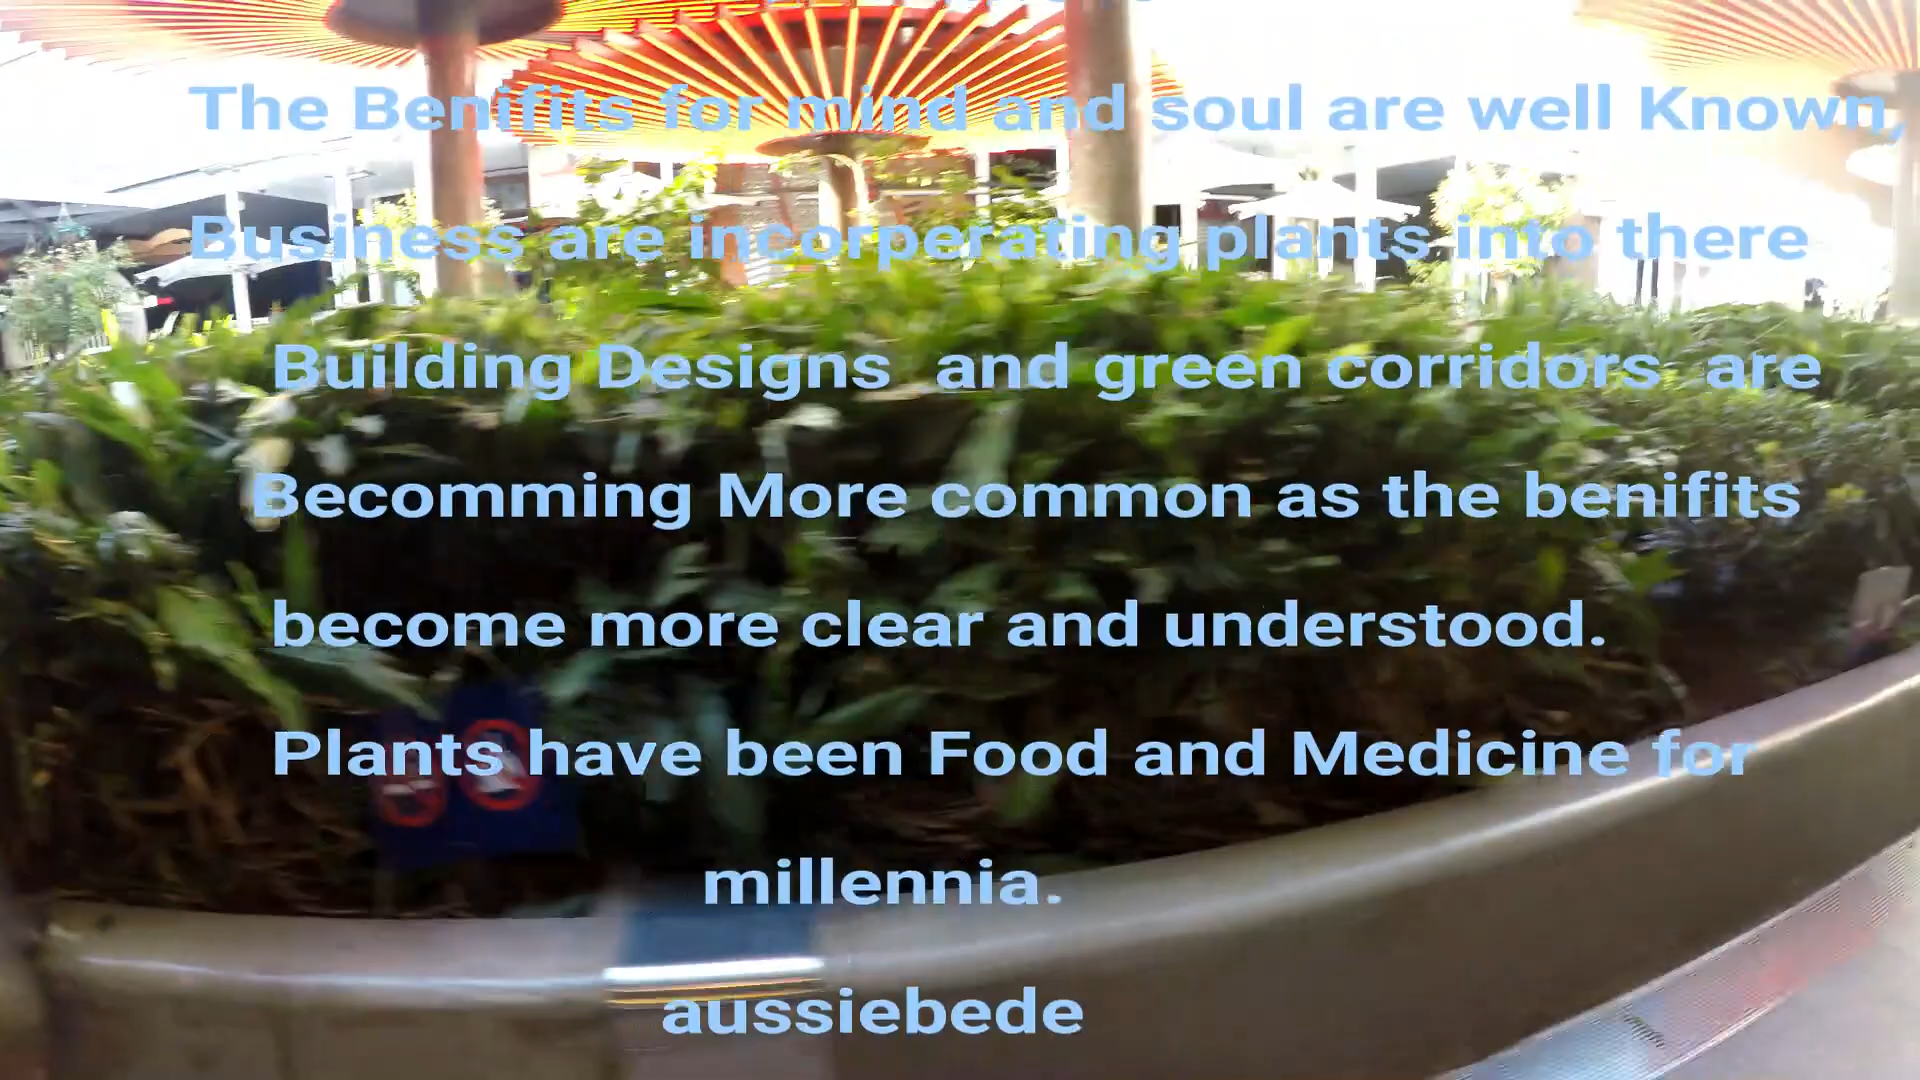 The Benifits for mind and soul are well Known,
Business are incorperating plants into there
Building Designs  and green corridors  are
Becomming More common as the benifits
become more clear and understood.
Plants have been Food and Medicine for
millennia.
aussiebede